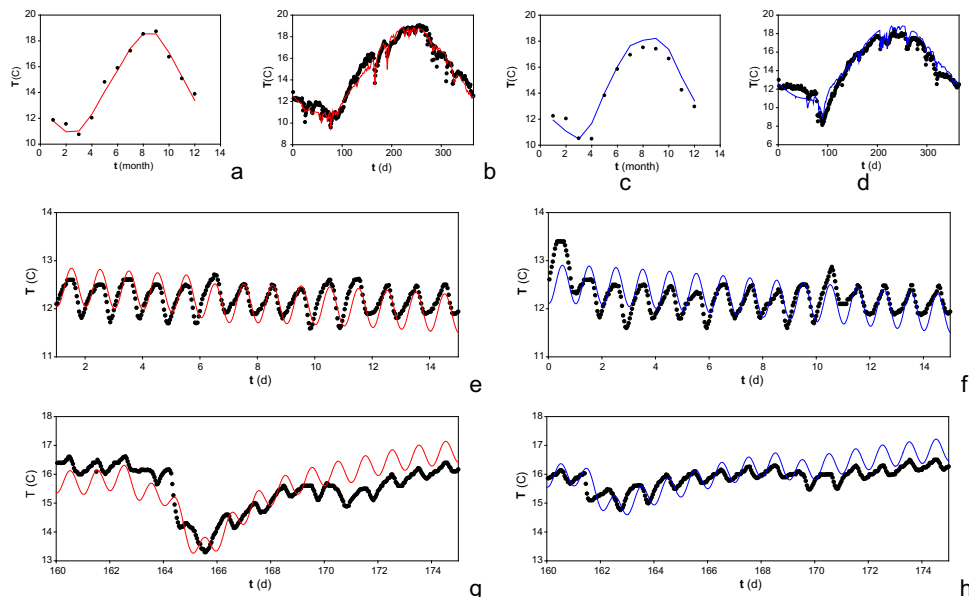 T(C)
20
18
16
14
12
10
0 2 4 6 8 10 12 14
t (month)
a
T(C)
20
18
16
14
12
10
8
0 100 200 300
t (d)
b
T(C)
20
18
16
14
12
10
0 2 4 6 8 10 12 14
t (month)
c
T(C)
20
18
16
14
12
10
8
6
0 100 200 300
t (d)
d
T (C)
14
13
12
11
2 4 6 8 10 12 14
t (d)
e
T (C)
14
13
12
11
0 2 4 6 8 10 12 14
t (d)
f
T (C)
18
17
16
15
14
13
160 162 164 166 168 170 172 174
t (d)
g
T (C)
18
17
16
15
14
13
160 162 164 166 168 170 172 174
t (d)
h